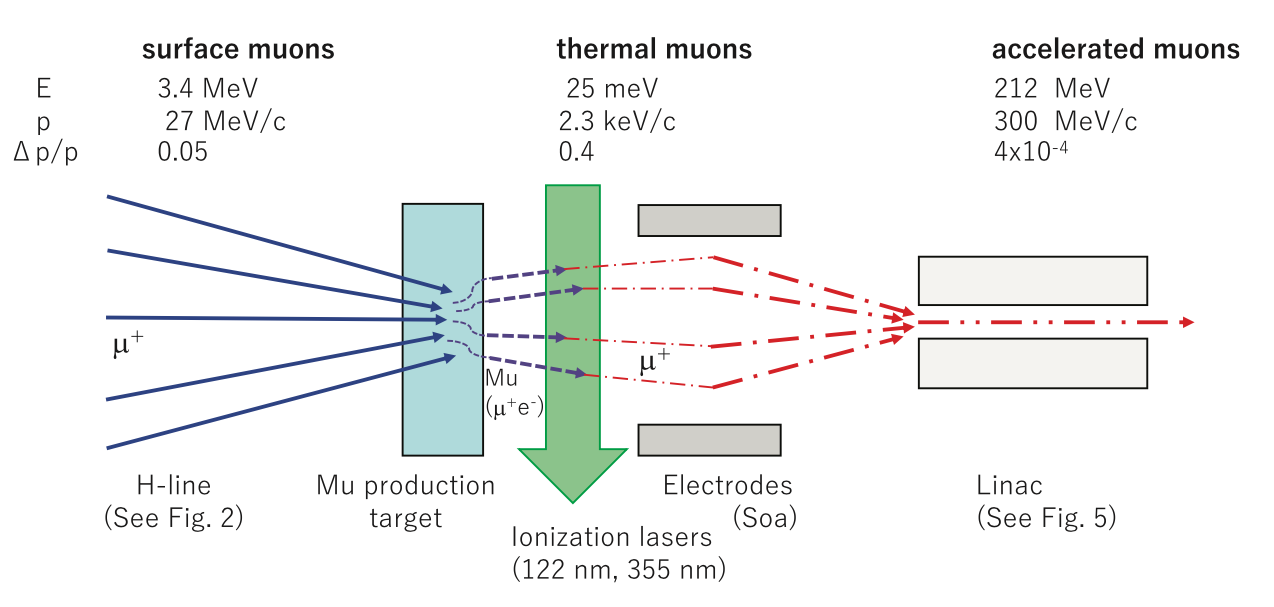 surface muons thermal muons accelerated muons
E 3.4 MeV 25 meV 212 MeV
p 27 MeV/c 2.3 keV/c 300 MeV/c
Δp/p 0.05 0.4 4x10⁻⁴
μ⁺
μ⁺
Mu
(μ⁺e⁻)
H-line
(See Fig. 2)
Mu production
target
Ionization lasers
(122 nm, 355 nm)
Electrodes
(Soa)
Linac
(See Fig. 5)